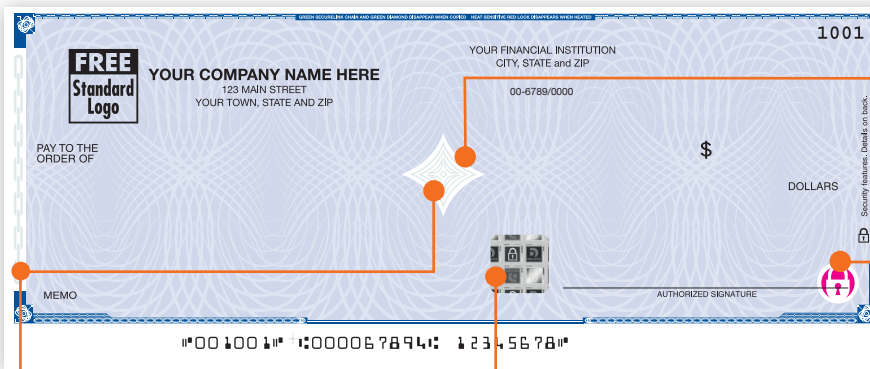 GREEN SECURELINK CHAIN AND GREEN DIAMOND DISAPPEAR WHEN COPIED HEAT SENSITIVE RED LOCK DISAPPEARS WHEN HEATED
1001
FREE
Standard
Logo
YOUR COMPANY NAME HERE
123 MAIN STREET
YOUR TOWN, STATE AND ZIP
YOUR FINANCIAL INSTITUTION
CITY, STATE and ZIP
00-6789/0000
PAY TO THE
ORDER OF
$
DOLLARS
Security features. Details on back.
MEMO
AUTHORIZED SIGNATURE
⑈001001⑈ ⑆000067894⑆ 12345678⑈